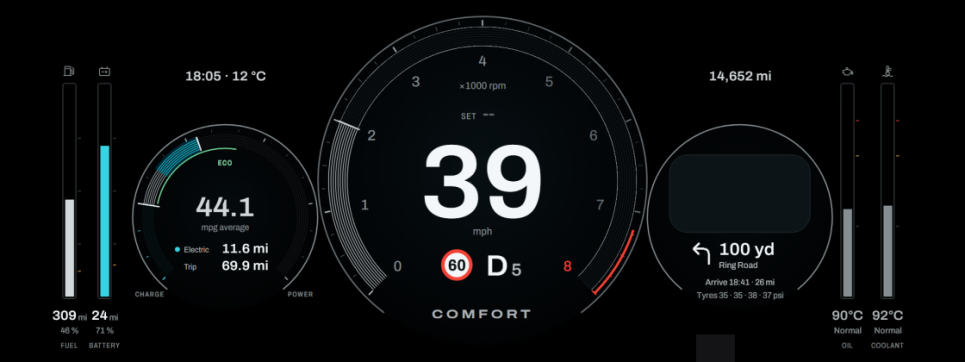 18:05 · 12 °C
ECO
44.1
mpg average
Electric 11.6 mi
Trip 69.9 mi
CHARGE
POWER
309 mi
46 %
FUEL
24 mi
71 %
BATTERY
0
1
2
3
4
5
6
7
8
×1000 rpm
SET --
39
mph
60
D 5
COMFORT
14,652 mi
100 yd
Ring Road
Arrive 18:41 · 26 mi
Tyres 35 · 35 · 38 · 37 psi
90°C
Normal
OIL
92°C
Normal
COOLANT